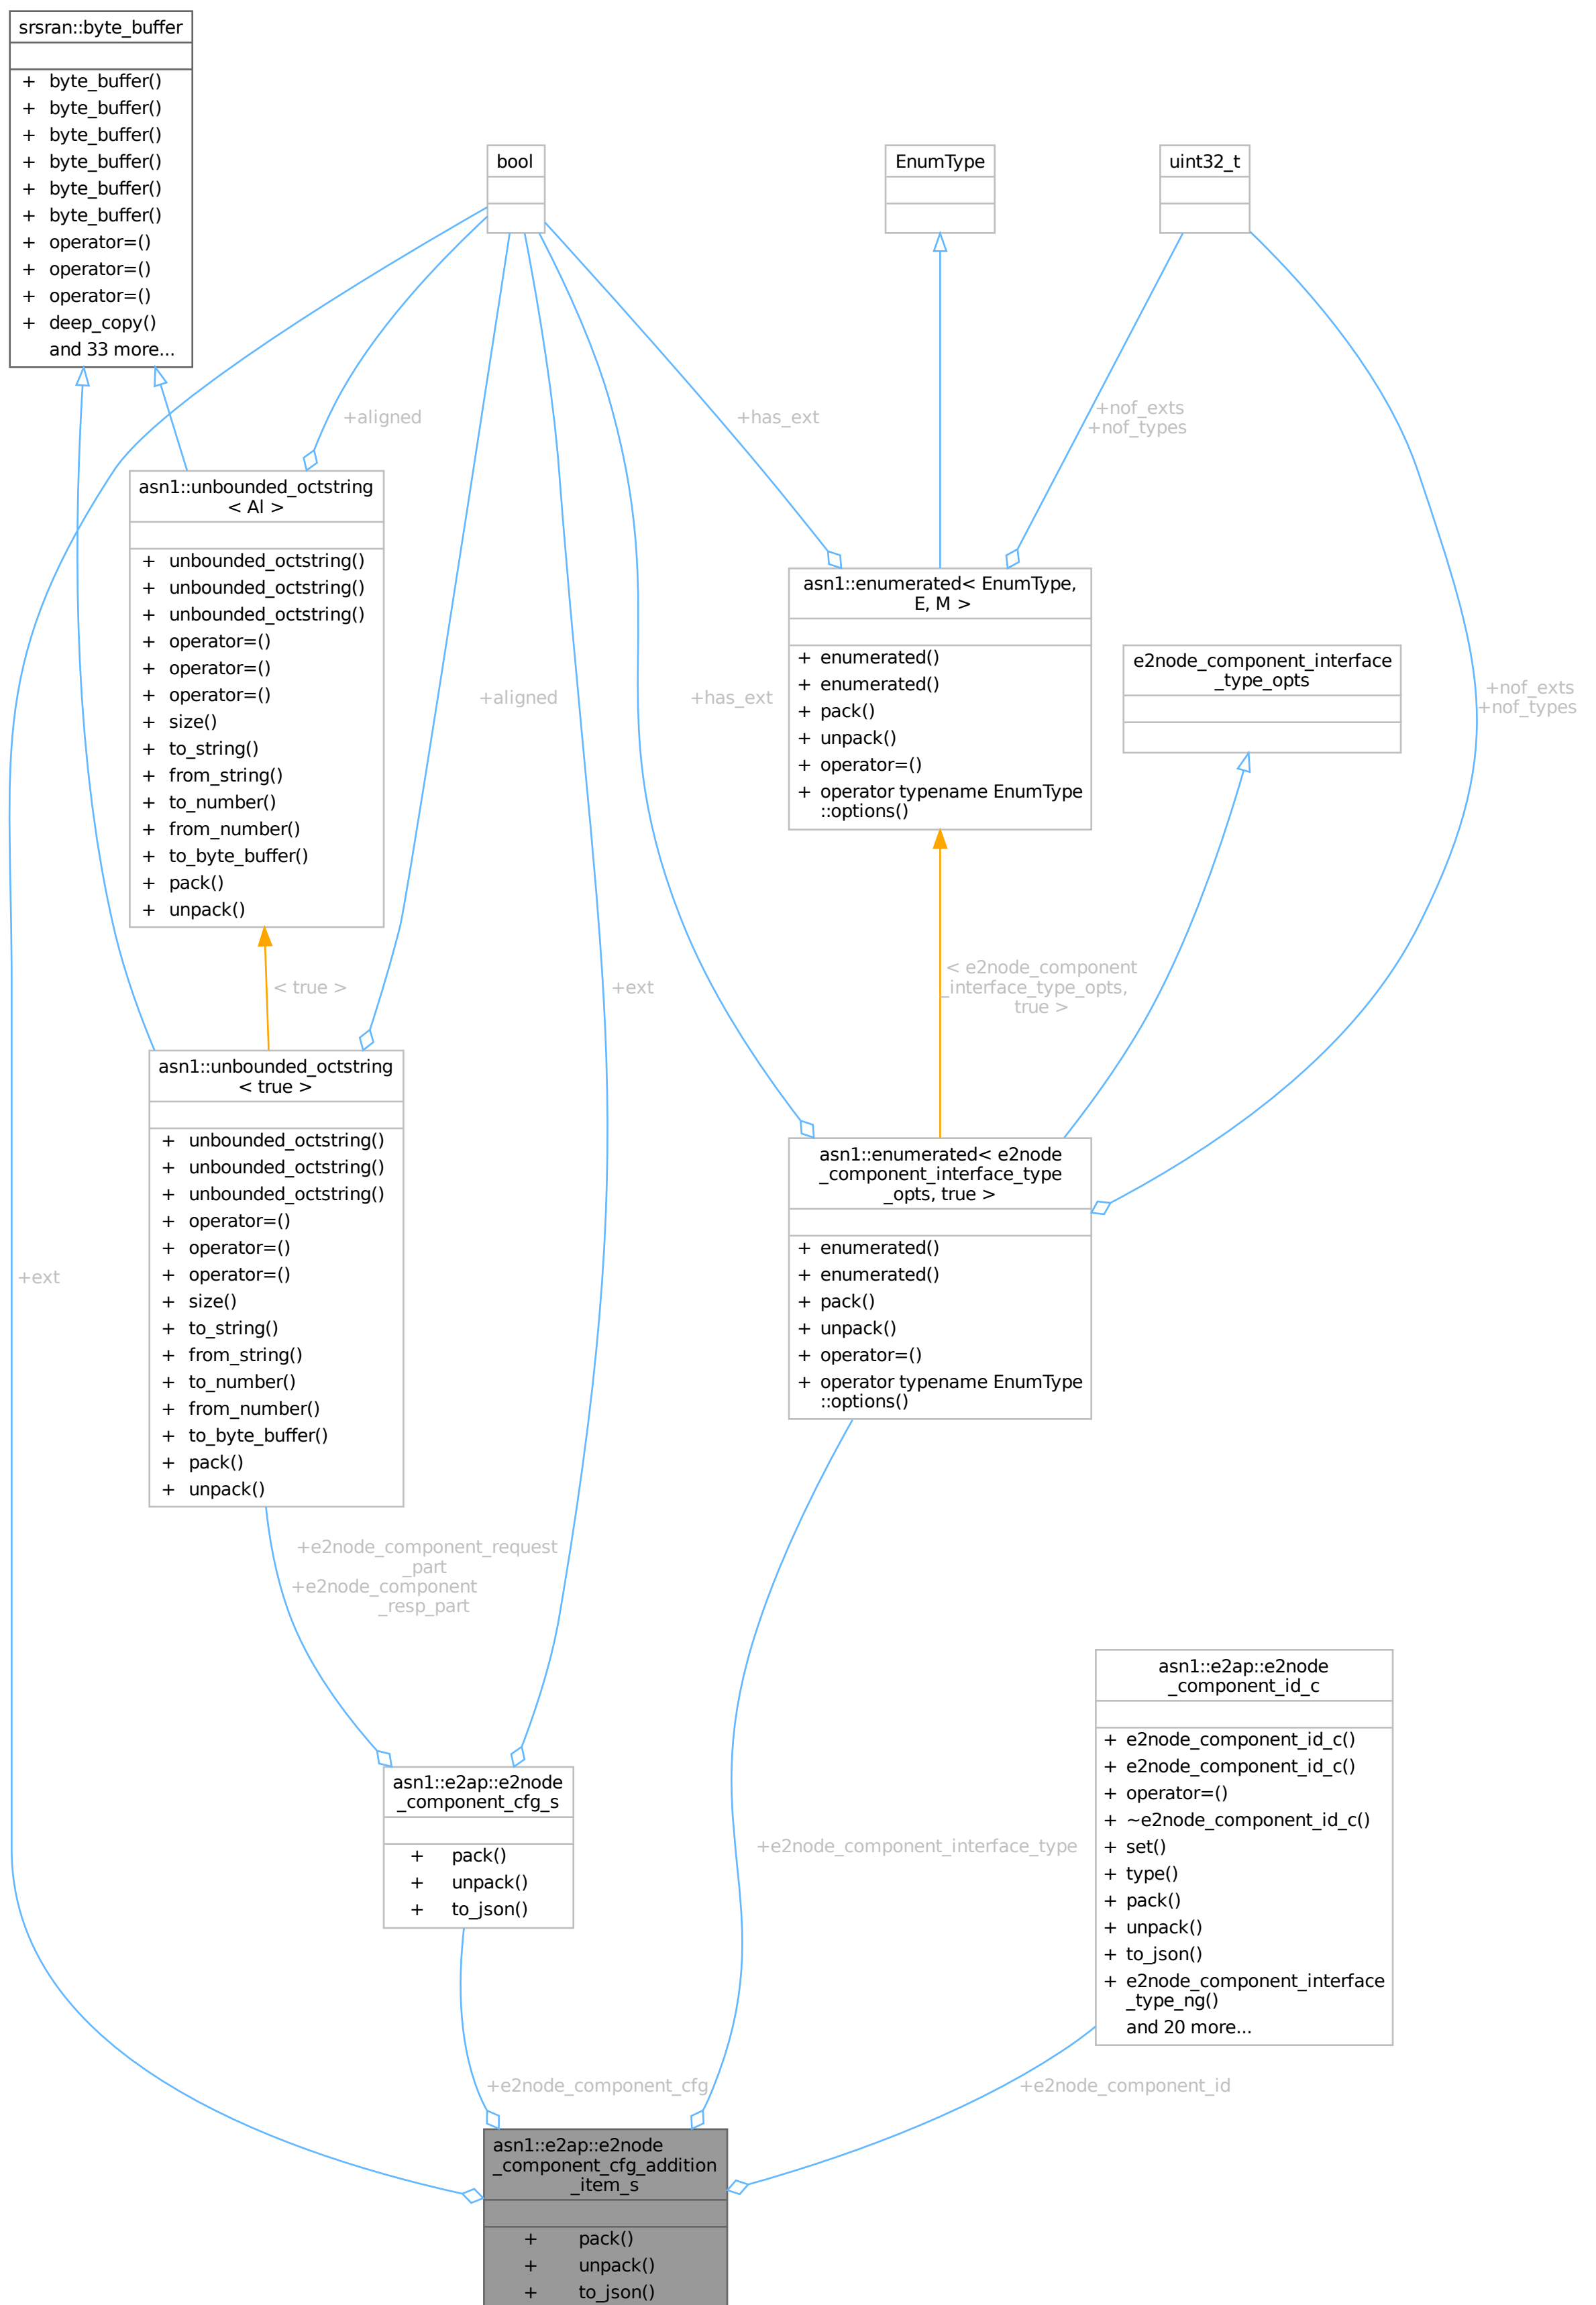 srsran::byte_buffer
+ byte_buffer()
+ byte_buffer()
+ byte_buffer()
+ byte_buffer()
+ byte_buffer()
+ byte_buffer()
+ operator=()
+ operator=()
+ operator=()
+ deep_copy()
and 33 more...
bool
EnumType
uint32_t
+aligned
+has_ext
+nof_exts
+nof_types
asn1::unbounded_octstring
< Al >
+ unbounded_octstring()
+ unbounded_octstring()
+ unbounded_octstring()
+ operator=()
+ operator=()
+ operator=()
+ size()
+ to_string()
+ from_string()
+ to_number()
+ from_number()
+ to_byte_buffer()
+ pack()
+ unpack()
+aligned
+has_ext
asn1::enumerated< EnumType,
E, M >
+ enumerated()
+ enumerated()
+ pack()
+ unpack()
+ operator=()
+ operator typename EnumType
::options()
e2node_component_interface
_type_opts
+nof_exts
+nof_types
< true >
+ext
< e2node_component
_interface_type_opts,
true >
asn1::unbounded_octstring
< true >
+ unbounded_octstring()
+ unbounded_octstring()
+ unbounded_octstring()
+ operator=()
+ operator=()
+ operator=()
+ size()
+ to_string()
+ from_string()
+ to_number()
+ from_number()
+ to_byte_buffer()
+ pack()
+ unpack()
asn1::enumerated< e2node
_component_interface_type
_opts, true >
+ enumerated()
+ enumerated()
+ pack()
+ unpack()
+ operator=()
+ operator typename EnumType
::options()
+ext
+e2node_component_request
_part
+e2node_component
_resp_part
asn1::e2ap::e2node
_component_cfg_s
+ pack()
+ unpack()
+ to_json()
+e2node_component_interface_type
asn1::e2ap::e2node
_component_id_c
+ e2node_component_id_c()
+ e2node_component_id_c()
+ operator=()
+ ~e2node_component_id_c()
+ set()
+ type()
+ pack()
+ unpack()
+ to_json()
+ e2node_component_interface
_type_ng()
and 20 more...
+e2node_component_cfg
+e2node_component_id
asn1::e2ap::e2node
_component_cfg_addition
_item_s
+ pack()
+ unpack()
+ to_json()